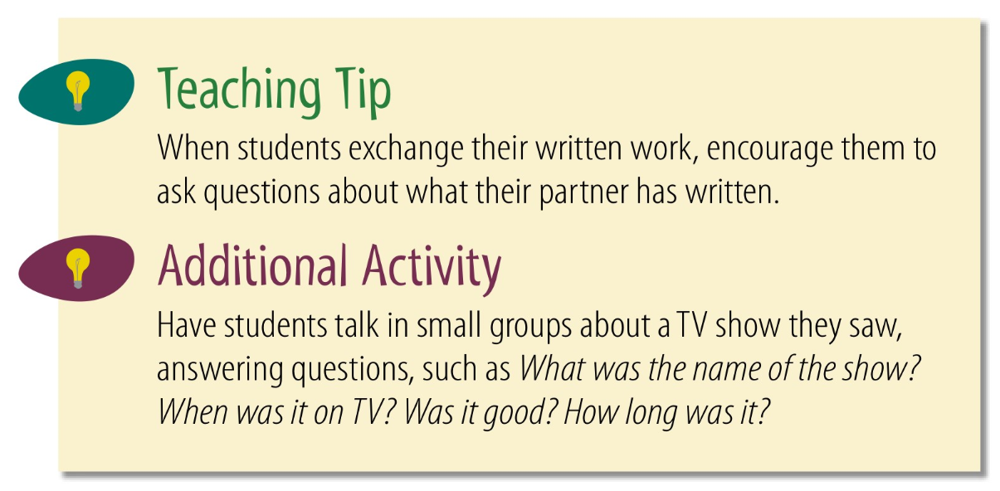 Teaching Tip
When students exchange their written work, encourage them to
ask questions about what their partner has written.
Additional Activity
Have students talk in small groups about a TV show they saw,
answering questions, such as What was the name of the show?
When was it on TV? Was it good? How long was it?